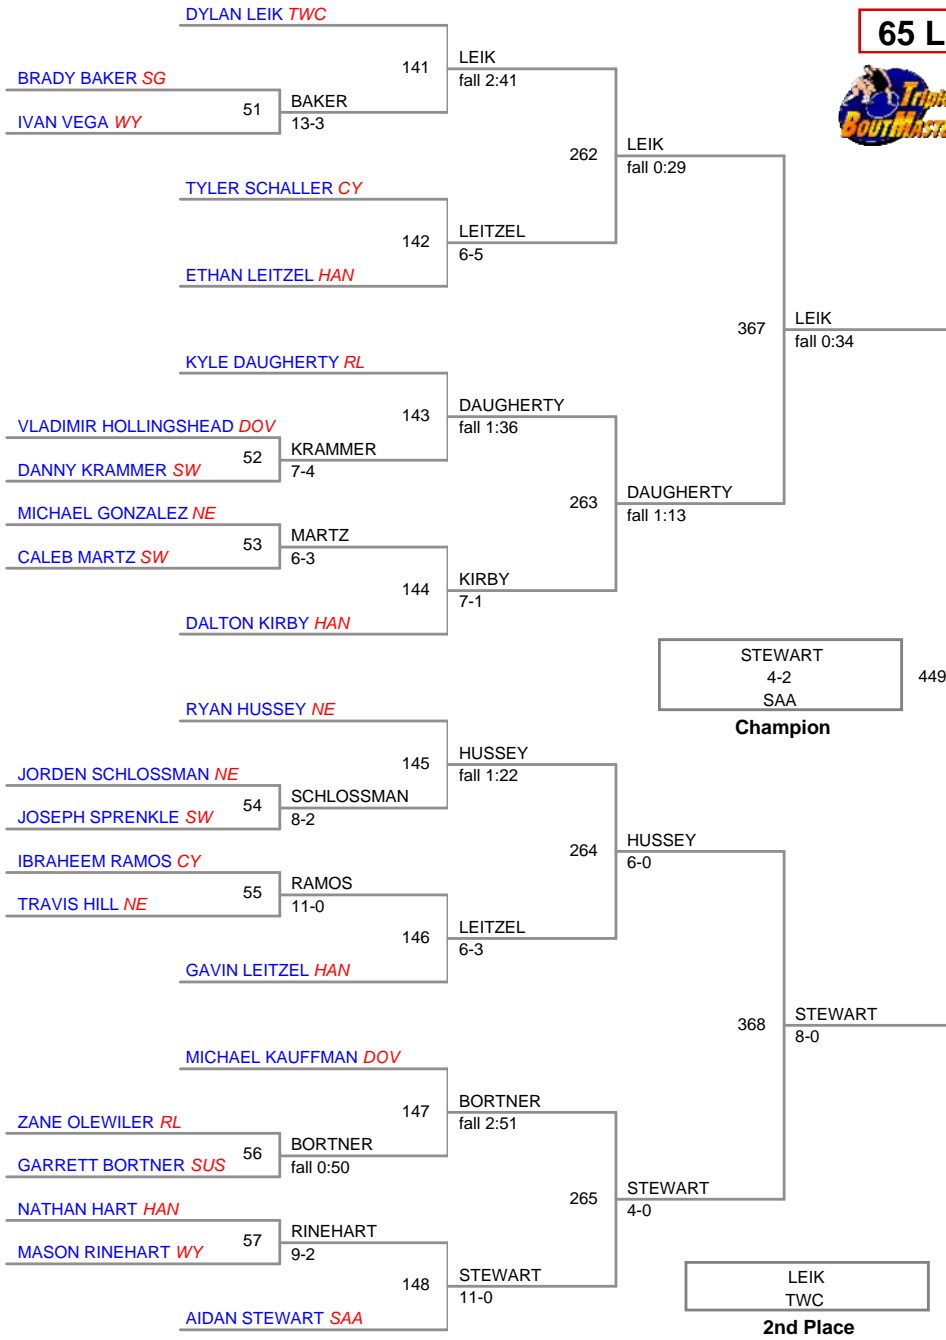 DYLAN LEIK TWC
65 L
141
LEIK
fall 2:41
BRADY BAKER SG
51
BAKER
13-3
IVAN VEGA WY
262
LEIK
fall 0:29
TYLER SCHALLER CY
142
LEITZEL
6-5
ETHAN LEITZEL HAN
367
LEIK
fall 0:34
KYLE DAUGHERTY RL
143
DAUGHERTY
fall 1:36
VLADIMIR HOLLINGSHEAD DOV
52
KRAMMER
7-4
DANNY KRAMMER SW
263
DAUGHERTY
fall 1:13
MICHAEL GONZALEZ NE
53
MARTZ
6-3
CALEB MARTZ SW
144
KIRBY
7-1
DALTON KIRBY HAN
STEWART
4-2
SAA
449
Champion
RYAN HUSSEY NE
145
HUSSEY
fall 1:22
JORDEN SCHLOSSMAN NE
54
SCHLOSSMAN
8-2
JOSEPH SPRENKLE SW
264
HUSSEY
6-0
IBRAHEEM RAMOS CY
55
RAMOS
11-0
TRAVIS HILL NE
146
LEITZEL
6-3
GAVIN LEITZEL HAN
368
STEWART
8-0
MICHAEL KAUFFMAN DOV
147
BORTNER
fall 2:51
ZANE OLEWILER RL
56
BORTNER
fall 0:50
GARRETT BORTNER SUS
265
STEWART
4-0
NATHAN HART HAN
57
RINEHART
9-2
MASON RINEHART WY
148
STEWART
11-0
AIDAN STEWART SAA
LEIK
TWC
2nd Place